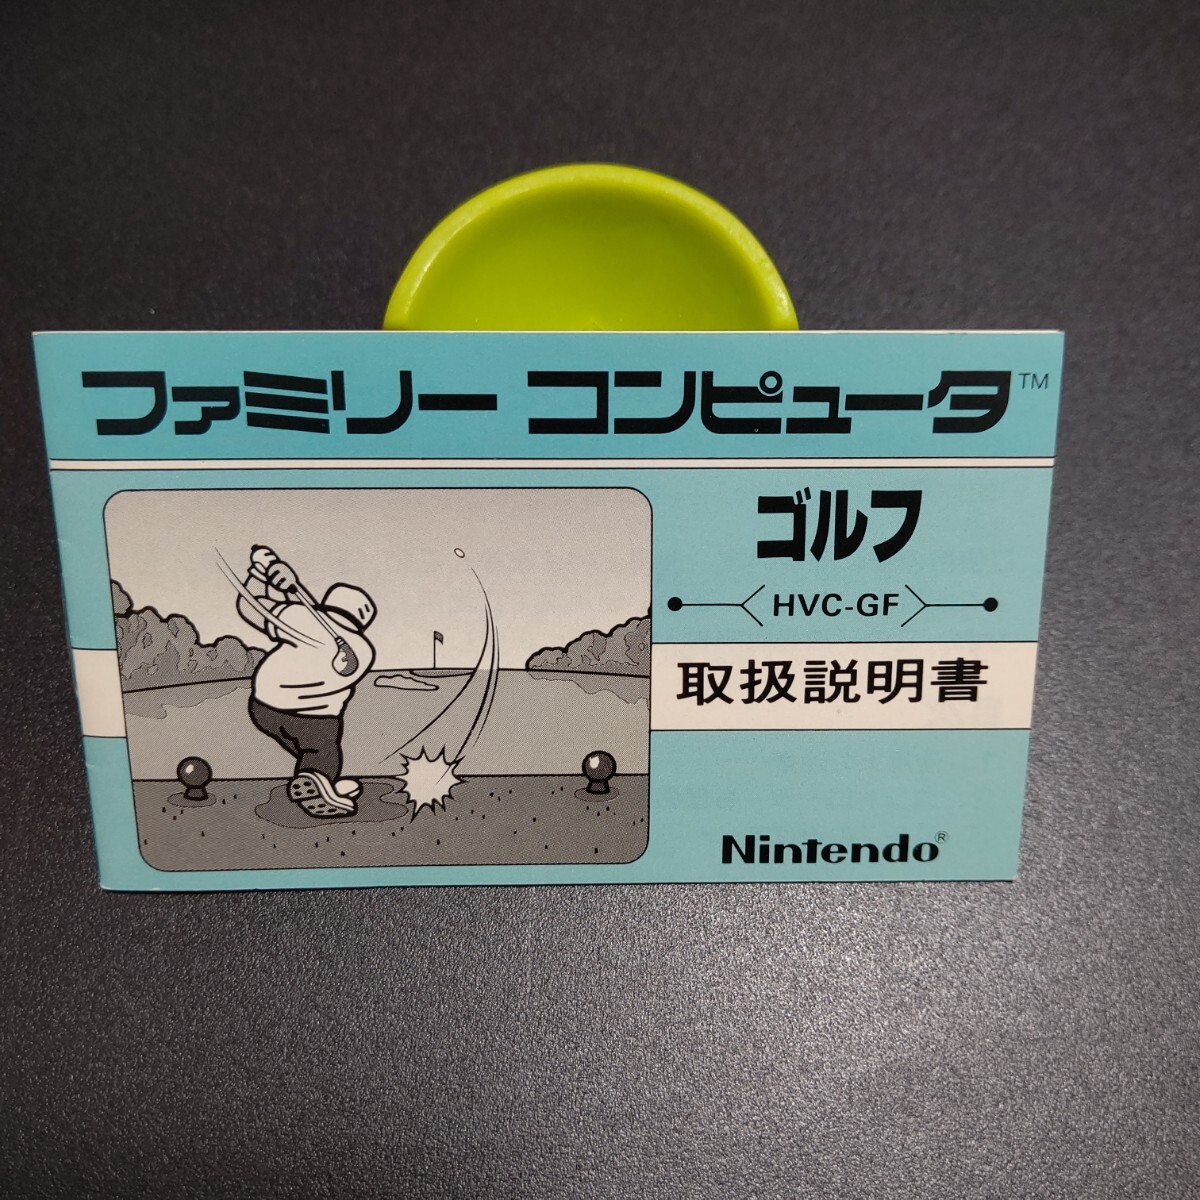 ファミリー コンピュータ™
ゴルフ
HVC-GF
取扱説明書
Nintendo®